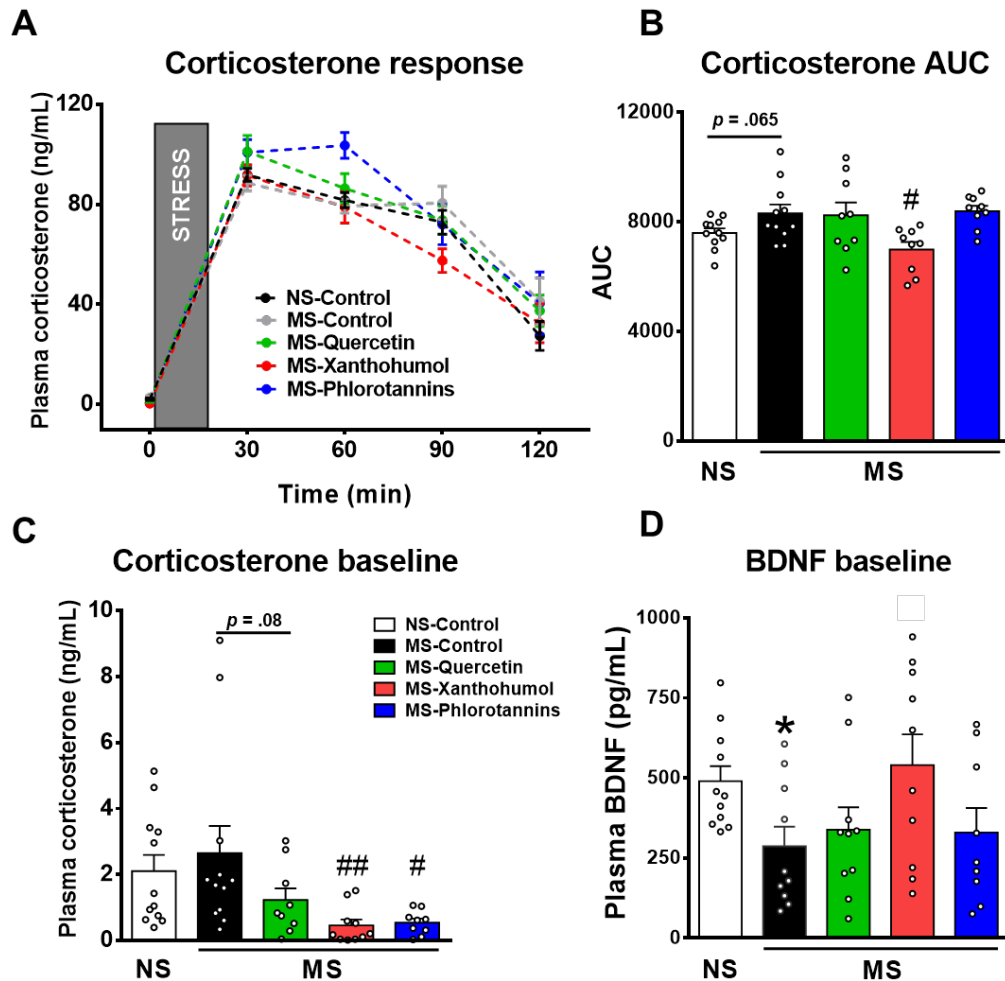 A
Corticosterone response
Plasma corticosterone (ng/mL)
120
80
40
0
STRESS
NS-Control
MS-Control
MS-Quercetin
MS-Xanthohumol
MS-Phlorotannins
0 30 60 90 120
Time (min)
B
Corticosterone AUC
AUC
12000
8000
4000
0
p = .065
#
NS MS
C
Corticosterone baseline
Plasma corticosterone (ng/mL)
10
8
6
4
2
0
p = .08
NS-Control
MS-Control
MS-Quercetin
MS-Xanthohumol
MS-Phlorotannins
## #
NS MS
D
BDNF baseline
Plasma BDNF (pg/mL)
1000
750
500
250
0
*
NS MS